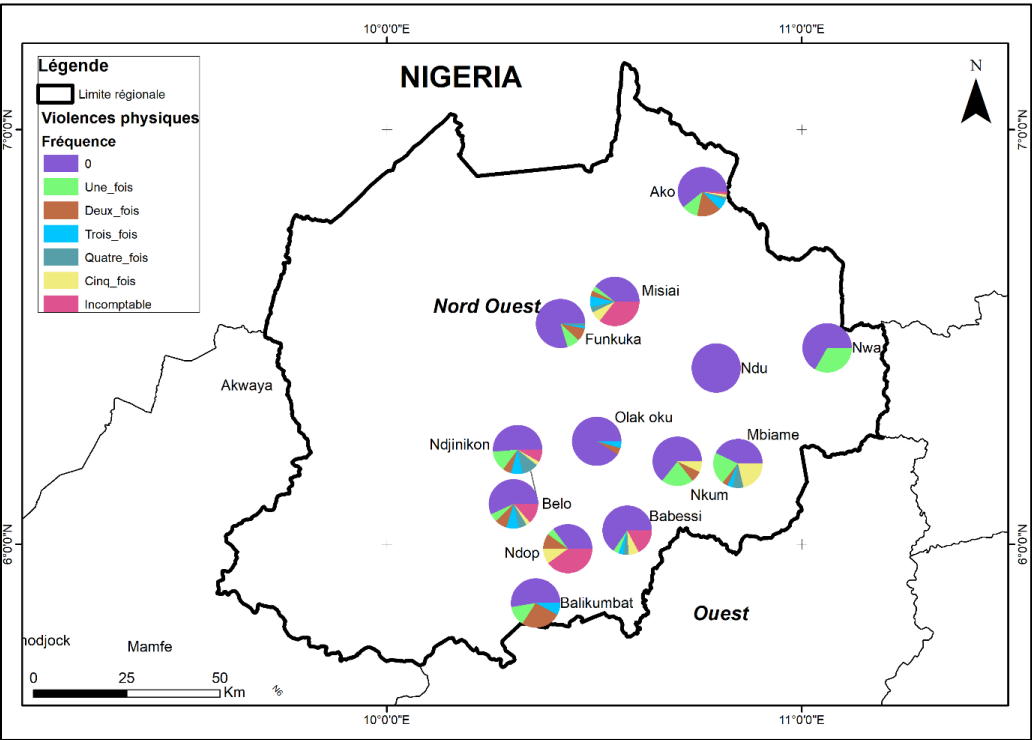 10°0'0"E
11°0'0"E
NIGERIA
N
Légende
Limite régionale
Violences physiques
Fréquence
0
Une_fois
Deux_fois
Trois_fois
Quatre_fois
Cinq_fois
Incomptable
7°0'0"N
7°0'0"N
Ako
Misiai
Nord Ouest
Funkuka
Nwa
Ndu
Akwaya
Olak oku
Ndjinikon
Mbiame
Nkum
Belo
Babessi
Ndop
6°0'0"N
6°0'0"N
Balikumbat
Ouest
nodjock
Mamfe
0
25
50
Km
10°0'0"E
11°0'0"E